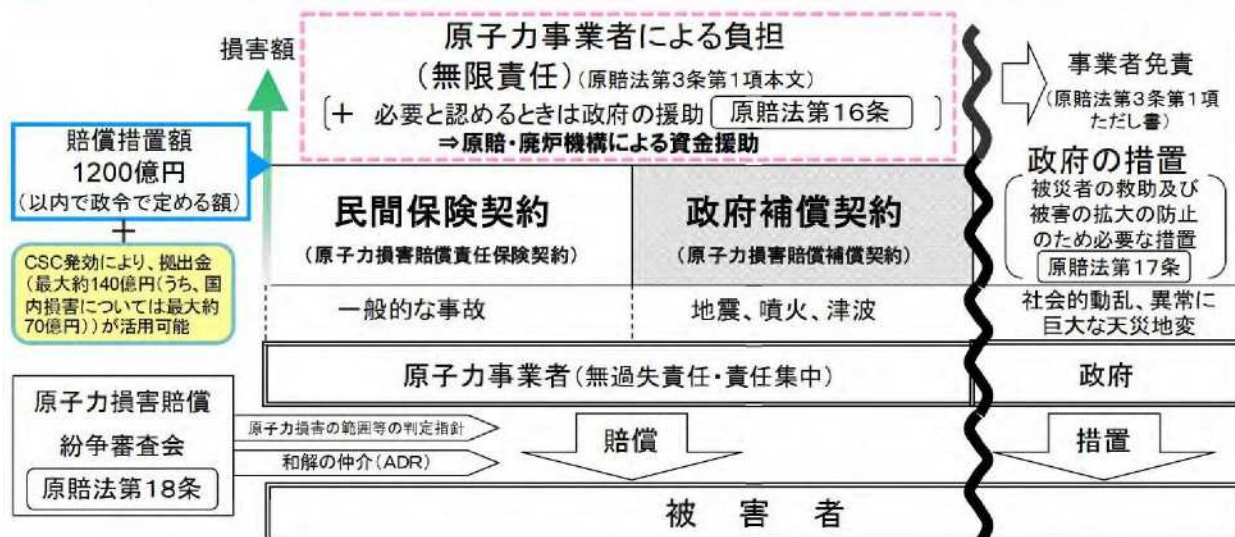 損害額
原子力事業者による負担
(無限責任)(原賠法第3条第1項本文)
+ 必要と認めるときは政府の援助 原賠法第16条
⇒原賠・廃炉機構による資金援助
事業者免責
(原賠法第3条第1項
ただし書)
賠償措置額
1200億円
(以内で政令で定める額)
+
CSC発効により、拠出金
(最大約140億円(うち、国
内損害については最大約
70億円))が活用可能
民間保険契約
(原子力損害賠償責任保険契約)
政府補償契約
(原子力損害賠償補償契約)
政府の措置
被災者の救助及び
被害の拡大の防止
のため必要な措置
原賠法第17条
一般的な事故
地震、噴火、津波
社会的動乱、異常に
巨大な天災地変
原子力事業者(無過失責任・責任集中)
政府
原子力損害賠償
紛争審査会
原賠法第18条
原子力損害の範囲等の判定指針
和解の仲介(ADR)
賠償
措置
被害者